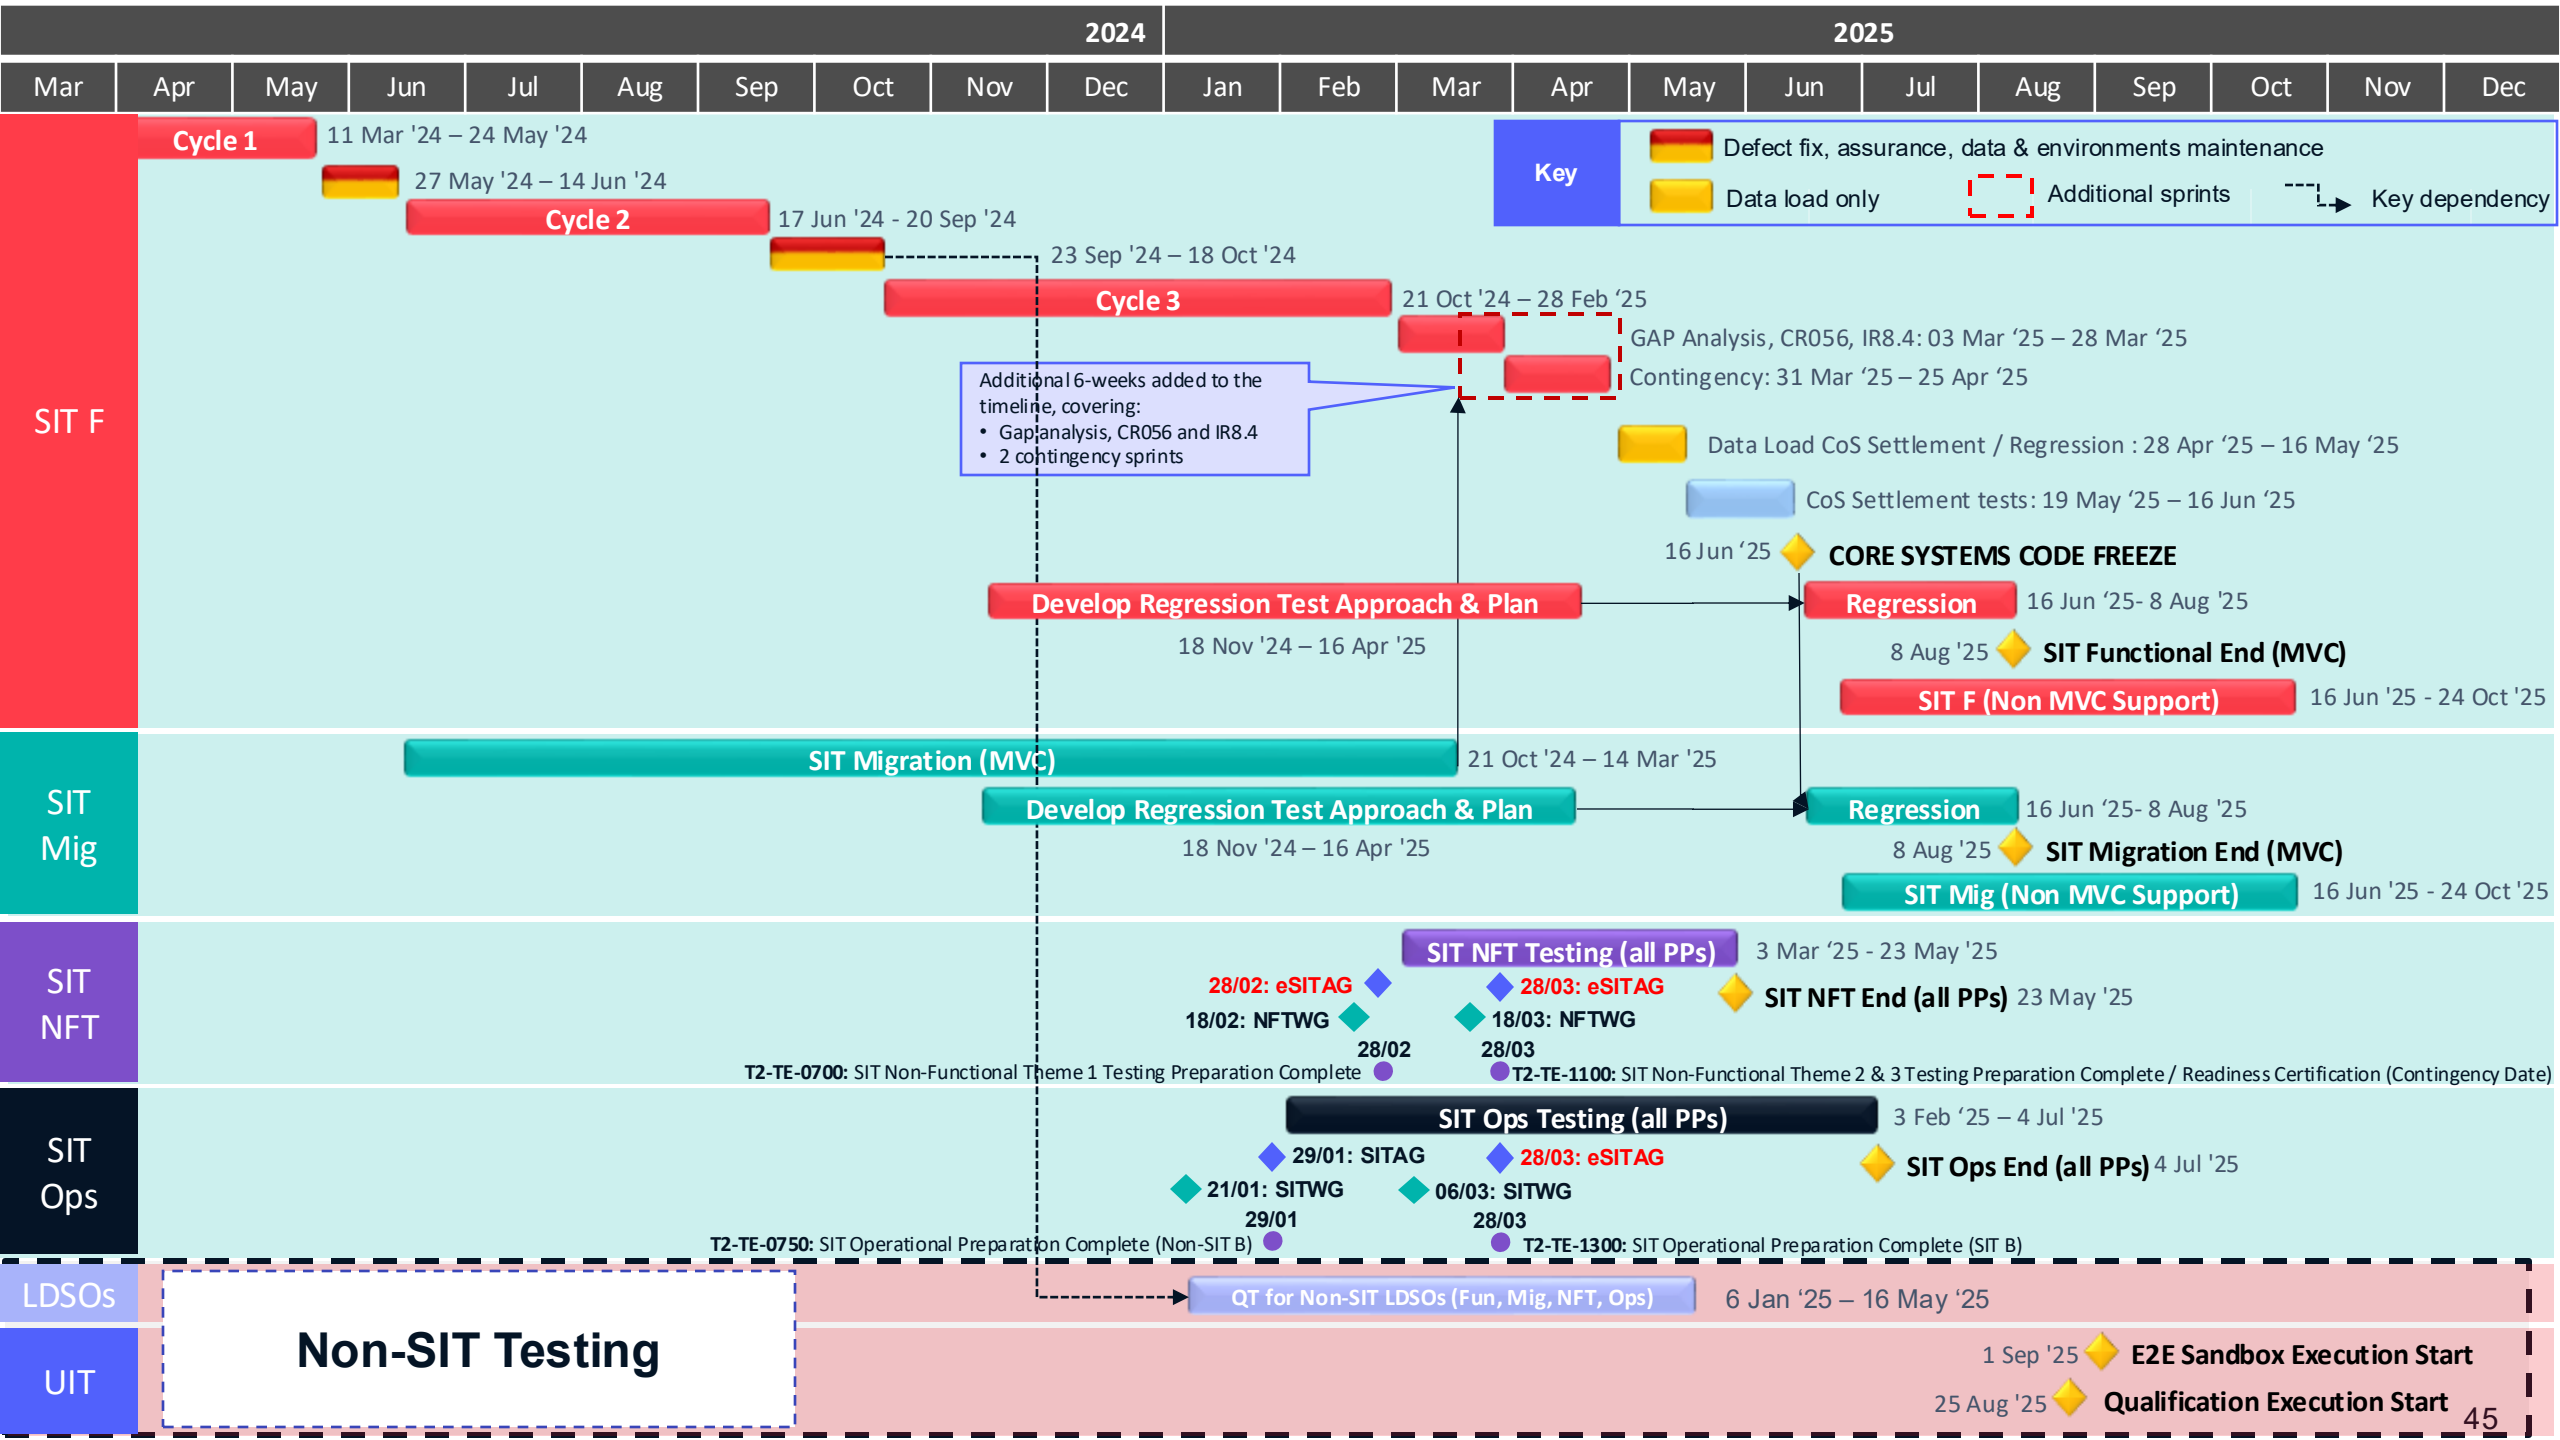 2024
2025
Mar Apr May Jun Jul Aug Sep Oct Nov Dec Jan Feb Mar Apr May Jun Jul Aug Sep Oct Nov Dec
SIT F
Cycle 1
11 Mar '24 – 24 May '24
27 May '24 – 14 Jun '24
Cycle 2
17 Jun '24 - 20 Sep '24
23 Sep '24 – 18 Oct '24
Cycle 3
21 Oct '24 – 28 Feb ‘25
Key
Defect fix, assurance, data & environments maintenance
Data load only
Additional sprints
Key dependency
GAP Analysis, CR056, IR8.4: 03 Mar ‘25 – 28 Mar ‘25
Contingency: 31 Mar ‘25 – 25 Apr ‘25
Additional 6-weeks added to the
timeline, covering:
• Gap analysis, CR056 and IR8.4
• 2 contingency sprints
Data Load CoS Settlement / Regression : 28 Apr ‘25 – 16 May ‘25
CoS Settlement tests: 19 May ‘25 – 16 Jun ‘25
16 Jun ‘25
CORE SYSTEMS CODE FREEZE
Develop Regression Test Approach & Plan
Regression
16 Jun ‘25- 8 Aug '25
18 Nov '24 – 16 Apr '25
8 Aug '25
SIT Functional End (MVC)
SIT F (Non MVC Support)
16 Jun '25 - 24 Oct '25
SIT
Mig
SIT Migration (MVC)
21 Oct '24 – 14 Mar '25
Develop Regression Test Approach & Plan
Regression
16 Jun ‘25- 8 Aug '25
18 Nov '24 – 16 Apr '25
8 Aug '25
SIT Migration End (MVC)
SIT Mig (Non MVC Support)
16 Jun '25 - 24 Oct '25
SIT
NFT
SIT NFT Testing (all PPs)
3 Mar ‘25 - 23 May '25
28/02: eSITAG
28/03: eSITAG
SIT NFT End (all PPs) 23 May '25
18/02: NFTWG
18/03: NFTWG
28/02
28/03
T2-TE-0700: SIT Non-Functional Theme 1 Testing Preparation Complete
T2-TE-1100: SIT Non-Functional Theme 2 & 3 Testing Preparation Complete / Readiness Certification (Contingency Date)
SIT
Ops
SIT Ops Testing (all PPs)
3 Feb ‘25 – 4 Jul '25
29/01: SITAG
28/03: eSITAG
SIT Ops End (all PPs) 4 Jul '25
21/01: SITWG
06/03: SITWG
29/01
28/03
T2-TE-0750: SIT Operational Preparation Complete (Non-SIT B)
T2-TE-1300: SIT Operational Preparation Complete (SIT B)
LDSOs
QT for Non-SIT LDSOs (Fun, Mig, NFT, Ops)
6 Jan ‘25 – 16 May ‘25
Non-SIT Testing
UIT
1 Sep '25
E2E Sandbox Execution Start
25 Aug '25
Qualification Execution Start
45